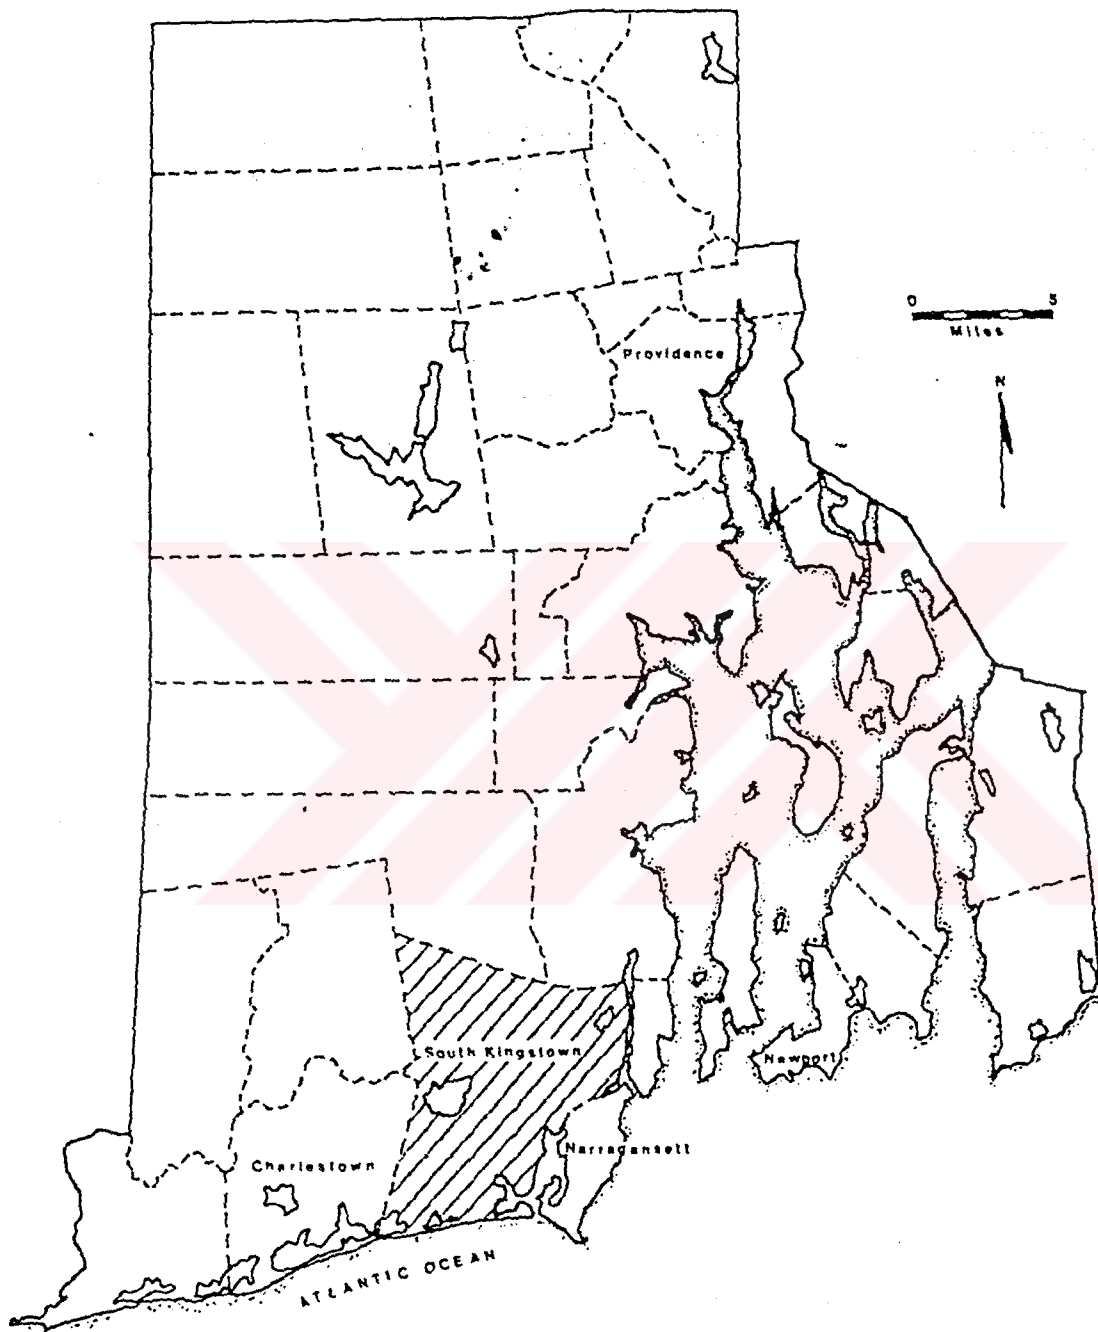 0 5
Miles
Providence
N
South Kingstown
Newport
Narragansett
Charlestown
ATLANTIC OCEAN